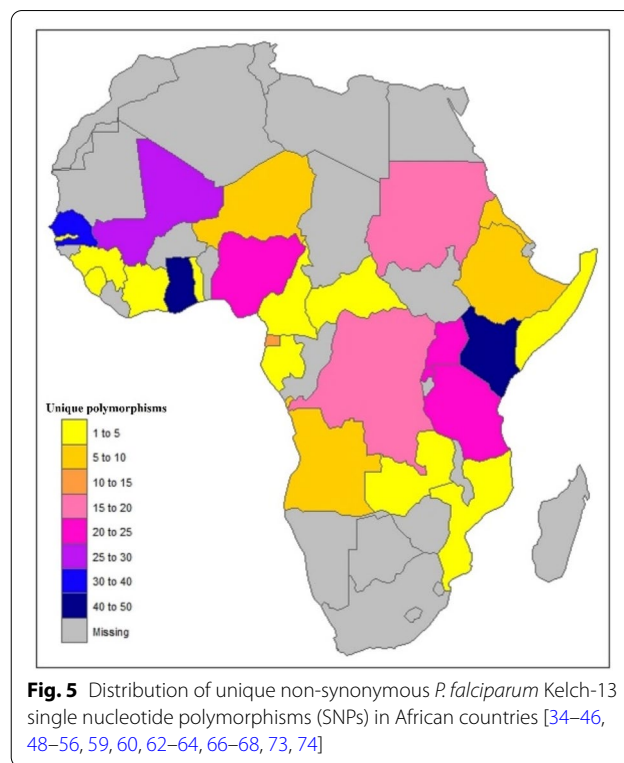 Unique polymorphisms
1 to 5
5 to 10
10 to 15
15 to 20
20 to 25
25 to 30
30 to 40
40 to 50
Missing
Fig. 5 Distribution of unique non-synonymous P. falciparum Kelch-13
single nucleotide polymorphisms (SNPs) in African countries [34–46,
48–56, 59, 60, 62–64, 66–68, 73, 74]